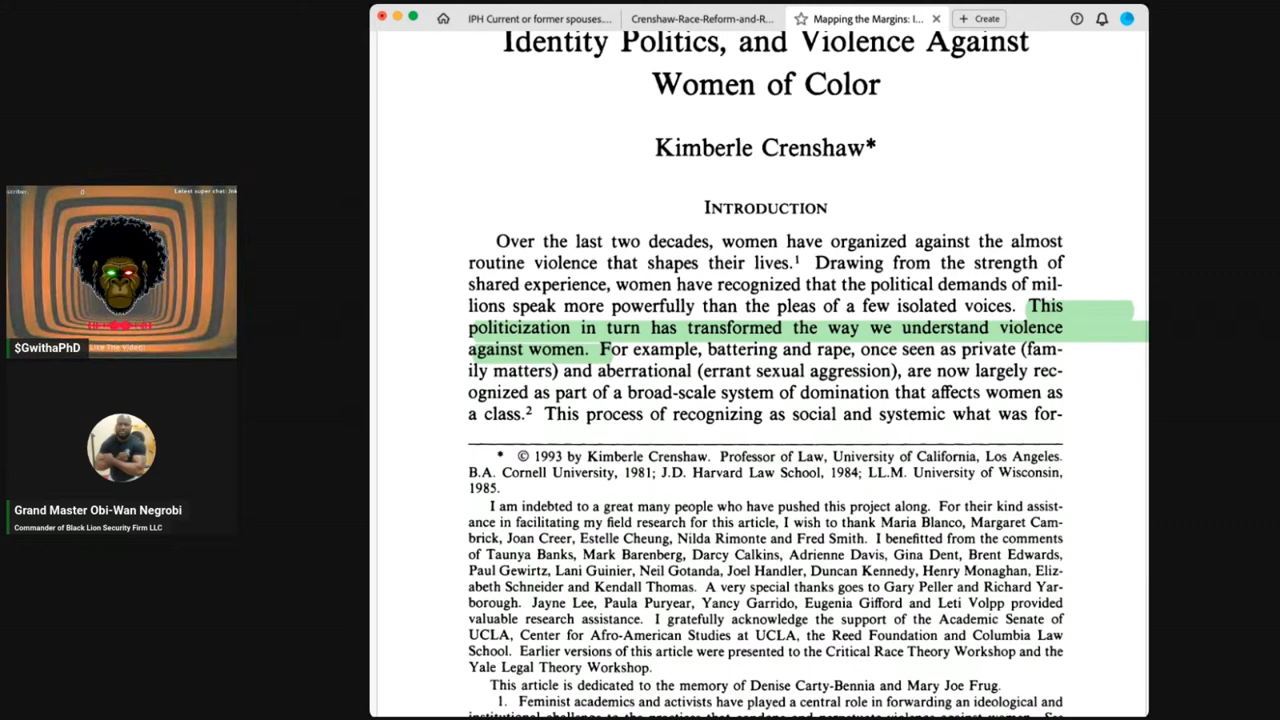 IPH Current or former spouses....
Crenshaw-Race-Reform-and-R...
Mapping the Margins: I...
Create
Identity Politics, and Violence Against
Women of Color
Kimberle Crenshaw*
INTRODUCTION
Over the last two decades, women have organized against the almost
routine violence that shapes their lives.1 Drawing from the strength of
shared experience, women have recognized that the political demands of mil-
lions speak more powerfully than the pleas of a few isolated voices. This
politicization in turn has transformed the way we understand violence
against women. For example, battering and rape, once seen as private (fam-
ily matters) and aberrational (errant sexual aggression), are now largely rec-
ognized as part of a broad-scale system of domination that affects women as
a class.2 This process of recognizing as social and systemic what was for-
* © 1993 by Kimberle Crenshaw. Professor of Law, University of California, Los Angeles.
B.A. Cornell University, 1981; J.D. Harvard Law School, 1984; LL.M. University of Wisconsin,
1985.
I am indebted to a great many people who have pushed this project along. For their kind assist-
ance in facilitating my field research for this article, I wish to thank Maria Blanco, Margaret Cam-
brick, Joan Creer, Estelle Cheung, Nilda Rimonte and Fred Smith. I benefitted from the comments
of Taunya Banks, Mark Barenberg, Darcy Calkins, Adrienne Davis, Gina Dent, Brent Edwards,
Paul Gewirtz, Lani Guinier, Neil Gotanda, Joel Handler, Duncan Kennedy, Henry Monaghan, Eliz-
abeth Schneider and Kendall Thomas. A very special thanks goes to Gary Peller and Richard Yar-
borough. Jayne Lee, Paula Puryear, Yancy Garrido, Eugenia Gifford and Leti Volpp provided
valuable research assistance. I gratefully acknowledge the support of the Academic Senate of
UCLA, Center for Afro-American Studies at UCLA, the Reed Foundation and Columbia Law
School. Earlier versions of this article were presented to the Critical Race Theory Workshop and the
Yale Legal Theory Workshop.
This article is dedicated to the memory of Denise Carty-Bennia and Mary Joe Frug.
1. Feminist academics and activists have played a central role in forwarding an ideological and
scriber:
0
Latest super chat:
Like The Video!
$GwithaPhD
Grand Master Obi-Wan Negrobi
Commander of Black Lion Security Firm LLC